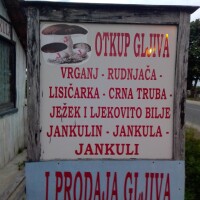 OTKUP GLJIVA
VRGANJ - RUDNJAČA -
LISIČARKA - CRNA TRUBA -
JEŽEK I LJEKOVITO BILJE
JANKULIN - JANKULA -
JANKULI
I PRODAJA GLJIVA